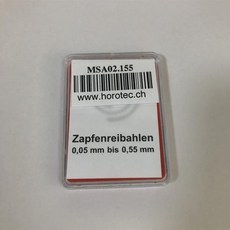 MSA02.155
www.horotec.ch
Zapfenreibahlen
0,05 mm bis 0,55 mm